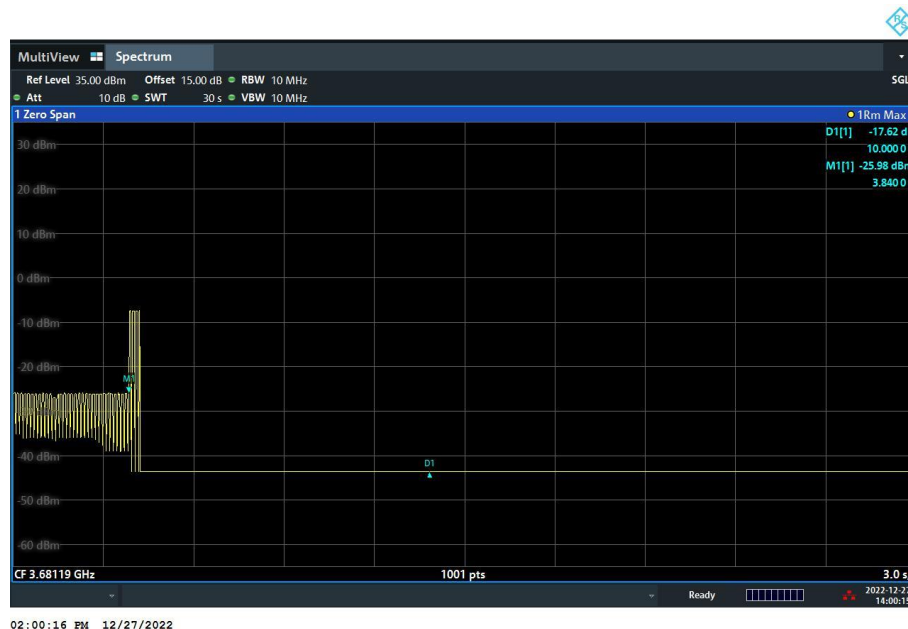 R S
MultiView Spectrum
Ref Level 35.00 dBm Offset 15.00 dB RBW 10 MHz SGL
Att 10 dB SWT 30 s VBW 10 MHz
1 Zero Span 1Rm Max
D1[1] -17.62 d
30 dBm 10.000 0
M1[1] -25.98 dBm
20 dBm 3.840 0
10 dBm
0 dBm
-10 dBm
-20 dBm
M1
-40 dBm
D1
-50 dBm
-60 dBm
CF 3.68119 GHz 1001 pts 3.0 s
Ready 2022-12-27
14:00:15
02:00:16 PM 12/27/2022